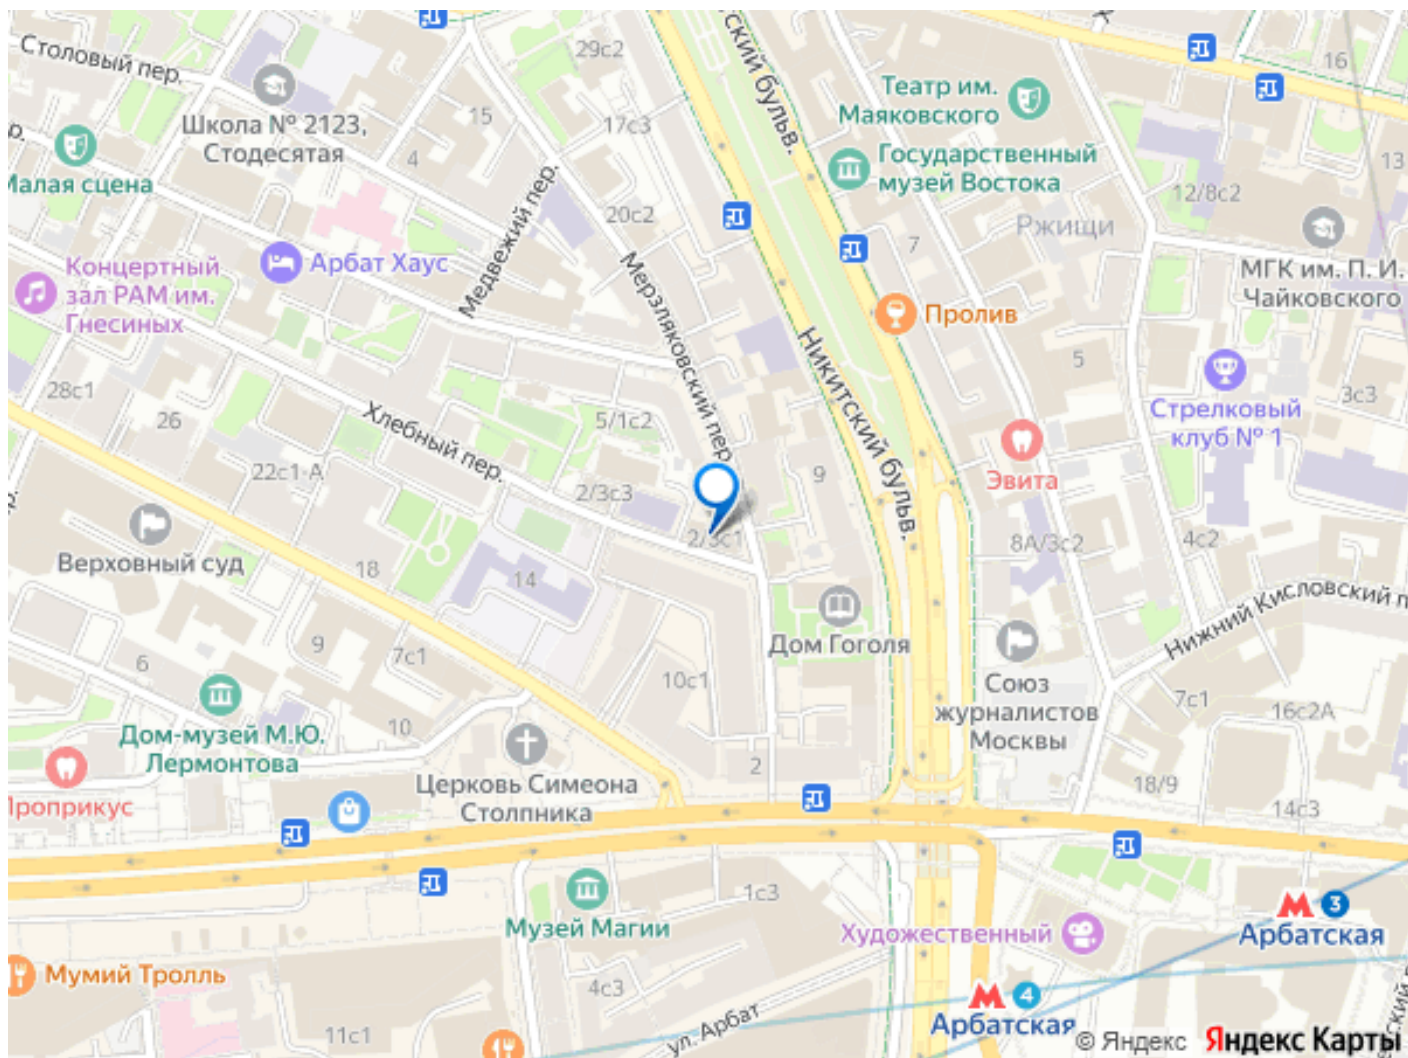 Столовый пер.
29с2
ский бульв.
16
Театр им.
Маяковского
Школа № 2123,
Стодесятая
15
17с3
4
Государственный
музей Востока
13
Малая сцена
Медвежий пер.
20с2
12/8с2
Ржищи
7
Арбат Хаус
Концертный
зал РАМ им.
Гнесиных
Мерзляковский пер.
МГК им. П. И.
Чайковского
Пролив
Никитский бульв.
5
28с1
26
Хлебный пер.
5/1с2
3с3
Стрелковый
клуб № 1
22с1-А
2/3с3
9
Эвита
2/3с1
8А/3с2
4с2
Верховный суд
18
14
Нижний Кисловский п
Дом Гоголя
9
7с1
6
10с1
Союз
журналистов
Москвы
7с1
16с2А
10
Дом-музей М.Ю.
Лермонтова
Проприкус
Церковь Симеона
Столпника
2
18/9
14с3
1с3
Музей Магии
Художественный
3
Арбатская
Мумий Тролль
4с3
4
Арбатская
11с1
ул. Арбат
© Яндекс Яндекс Карты